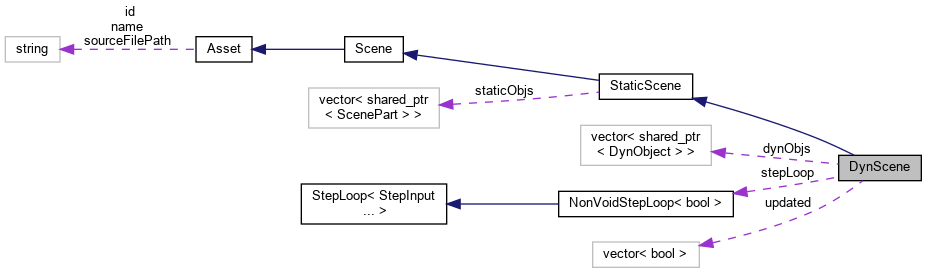 id
name
sourceFilePath
string
Asset
Scene
StaticScene
staticObjs
vector< shared_ptr
< ScenePart > >
vector< shared_ptr
< DynObject > >
dynObjs
DynScene
stepLoop
StepLoop< StepInput
... >
NonVoidStepLoop< bool >
updated
vector< bool >